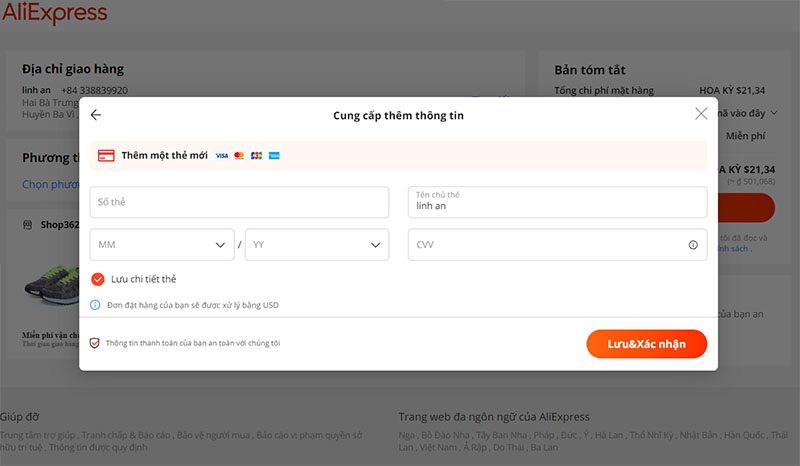 AliExpress
Địa chỉ giao hàng
linh an +84 338839920
Hai Bà Trưng
Huyện Ba Vì,
Phương
Chọn phươ
Shop362
Miễn phí vận chu
Thời gian giao hàng
Bản tóm tắt
Tổng chi phí mặt hàng HOA KỲ $21,34
mã vào đây
Miễn phí
KỲ $21,34
(≈ ₫ 501,068)
tôi đã đọc và
ính sách .
của bạn an
Cung cấp thêm thông tin
Thêm một thẻ mới VISA
Số thẻ
Tên chủ thẻ
linh an
MM / YY
CVV
Lưu chi tiết thẻ
Đơn đặt hàng của bạn sẽ được xử lý bằng USD
Thông tin thanh toán của bạn an toàn với chúng tôi
Lưu&Xác nhận
Giúp đỡ
Trung tâm trợ giúp , Tranh chấp & Báo cáo , Bảo vệ người mua , Báo cáo vi phạm quyền sở
hữu trí tuệ , Thông tin được quy định
Trang web đa ngôn ngữ của AliExpress
Nga , Bồ Đào Nha , Tây Ban Nha , Pháp , Đức , Ý , Hà Lan , Thổ Nhĩ Kỳ , Nhật Bản , Hàn Quốc , Thái
Lan , Việt Nam , Ả Rập , Do Thái , Ba Lan